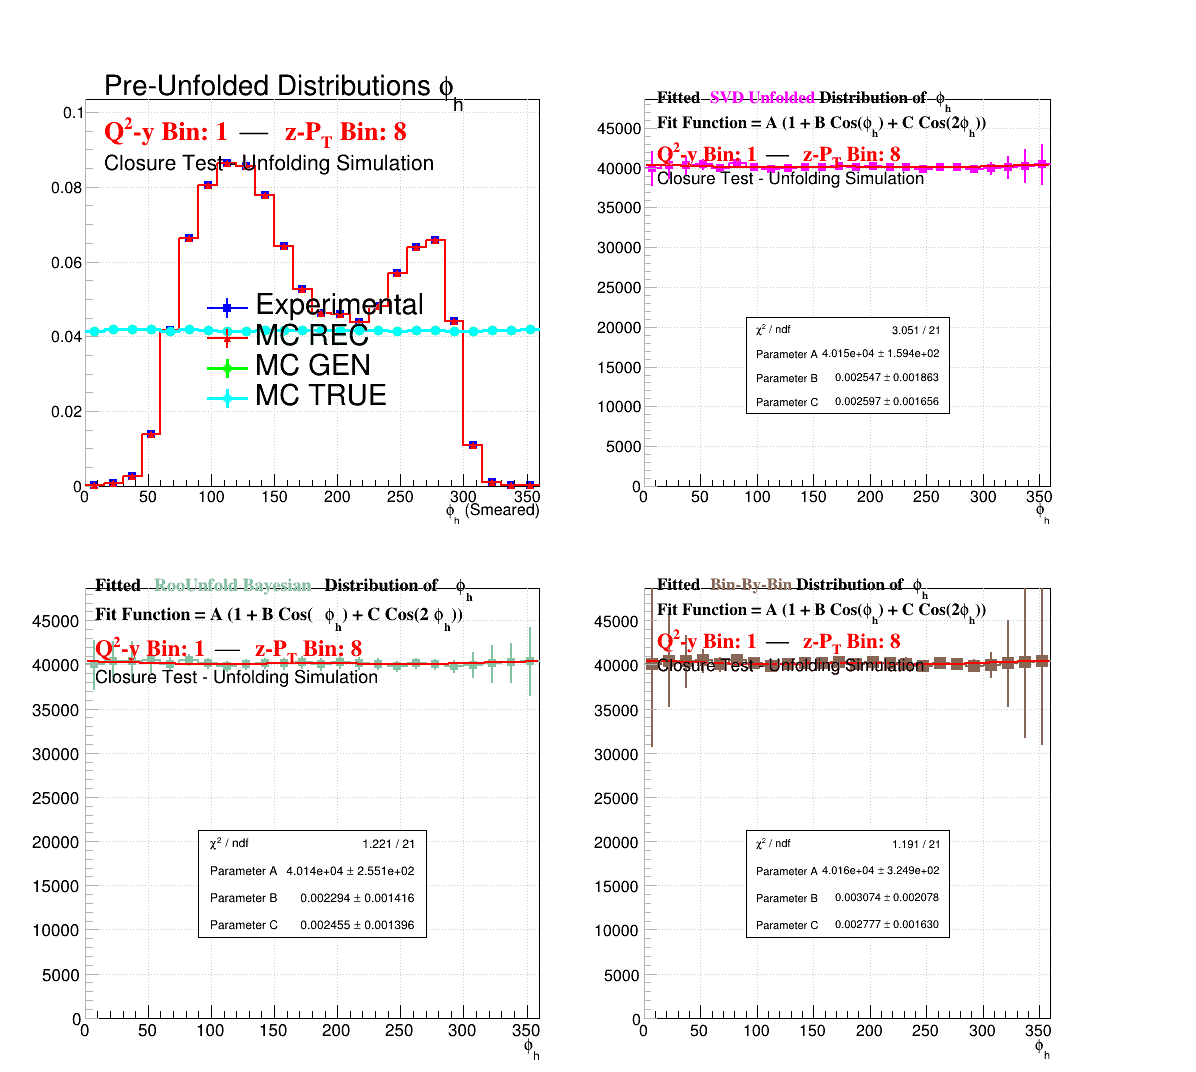 Pre-Unfolded Distributions ϕh
Q²-y Bin: 1 — z-PT Bin: 8
Closure Test - Unfolding Simulation
0.1
0.08
0.06
0.04
0.02
0
Experimental
MC REC
MC GEN
MC TRUE
0 50 100 150 200 250 300 350
ϕh (Smeared)
Fitted SVD Unfolded Distribution of ϕh
Fit Function = A (1 + B Cos(ϕh) + C Cos(2ϕh))
Q²-y Bin: 1 — z-PT Bin: 8
Closure Test - Unfolding Simulation
45000
40000
35000
30000
25000
20000
15000
10000
5000
0
χ² / ndf 3.051 / 21
Parameter A 4.015e+04 ± 1.594e+02
Parameter B 0.002547 ± 0.001863
Parameter C 0.002597 ± 0.001656
0 50 100 150 200 250 300 350
ϕh
Fitted RooUnfold Bayesian Distribution of ϕh
Fit Function = A (1 + B Cos( ϕh) + C Cos(2 ϕh))
Q²-y Bin: 1 — z-PT Bin: 8
Closure Test - Unfolding Simulation
45000
40000
35000
30000
25000
20000
15000
10000
5000
0
χ² / ndf 1.221 / 21
Parameter A 4.014e+04 ± 2.551e+02
Parameter B 0.002294 ± 0.001416
Parameter C 0.002455 ± 0.001396
0 50 100 150 200 250 300 350
ϕh
Fitted Bin-By-Bin Distribution of ϕh
Fit Function = A (1 + B Cos(ϕh) + C Cos(2ϕh))
Q²-y Bin: 1 — z-PT Bin: 8
Closure Test - Unfolding Simulation
45000
40000
35000
30000
25000
20000
15000
10000
5000
0
χ² / ndf 1.191 / 21
Parameter A 4.016e+04 ± 3.249e+02
Parameter B 0.003074 ± 0.002078
Parameter C 0.002777 ± 0.001630
0 50 100 150 200 250 300 350
ϕh